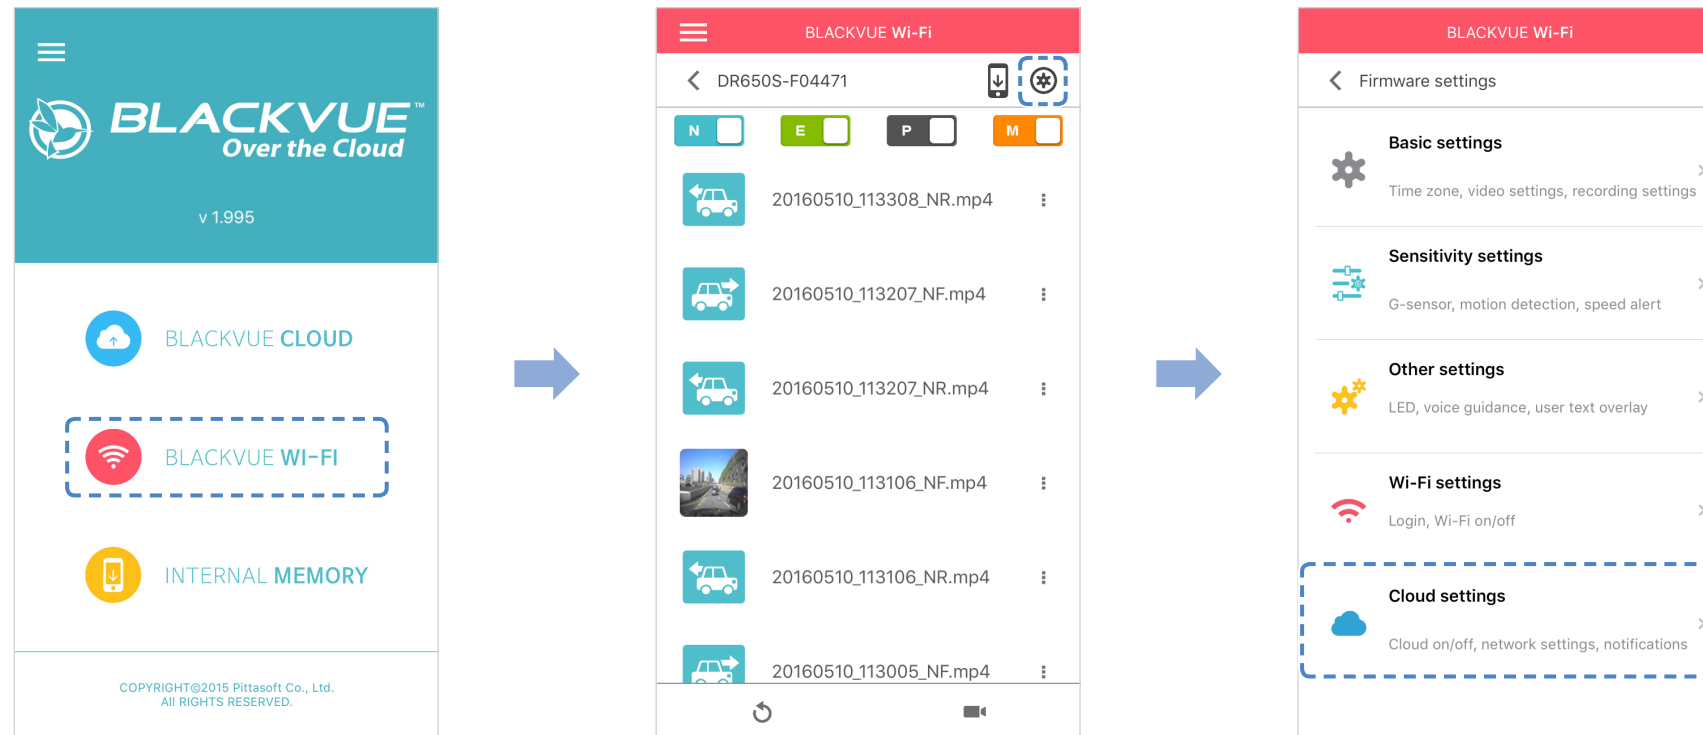 BLACKVUE™
Over the Cloud
v 1.995
BLACKVUE CLOUD
BLACKVUE WI-FI
INTERNAL MEMORY
COPYRIGHT©2015 Pittasoft Co., Ltd.
All RIGHTS RESERVED.
BLACKVUE Wi-Fi
DR650S-F04471
N E P M
20160510_113308_NR.mp4
20160510_113207_NF.mp4
20160510_113207_NR.mp4
20160510_113106_NF.mp4
20160510_113106_NR.mp4
20160510_113005_NF.mp4
BLACKVUE Wi-Fi
Firmware settings
Basic settings
Time zone, video settings, recording settings
Sensitivity settings
G-sensor, motion detection, speed alert
Other settings
LED, voice guidance, user text overlay
Wi-Fi settings
Login, Wi-Fi on/off
Cloud settings
Cloud on/off, network settings, notifications